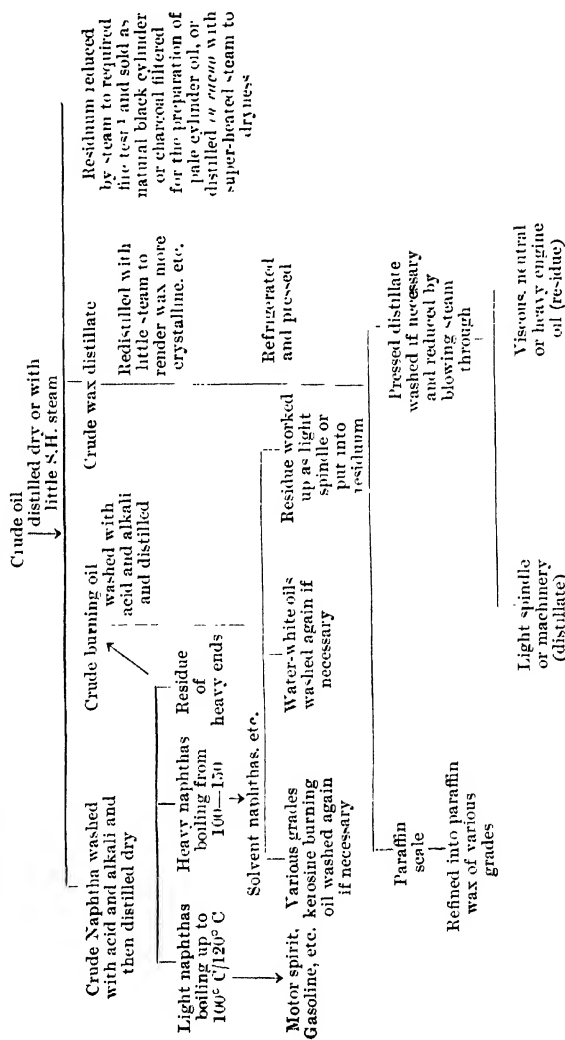 Crude oil
distilled dry or with
little S.H. steam
Crude Naphtha washed
with acid and alkali and
then distilled dry
Crude burning oil
washed with
acid and alkali
and distilled
Crude wax distillate
Redistilled with
little steam to
render wax more
crystalline, etc.
Refrigerated
and pressed
Residuum reduced
by steam to required
fire test ¹ and sold as
natural black cylinder
or charcoal filtered
for the preparation of
pale cylinder oil, or
distilled in vacuo with
super-heated steam to
dryness
Light naphthas
boiling up to
100° C/120° C
Heavy naphthas
boiling from
100—150
Residue
of
heavy ends
Motor spirit,
Gasoline, etc.
Solvent naphthas, etc.
Various grades
kerosine burning
oil washed again
if necessary
Water-white oils
washed again if
necessary
Residue worked
up as light
spindle or
put into
residuum
Paraffin
scale
Refined into paraffin
wax of various
grades
Pressed distillate
washed if necessary
and reduced by
blowing steam
through
Light spindle
or machinery
(distillate)
Viscous, neutral
or heavy engine
oil (residue)